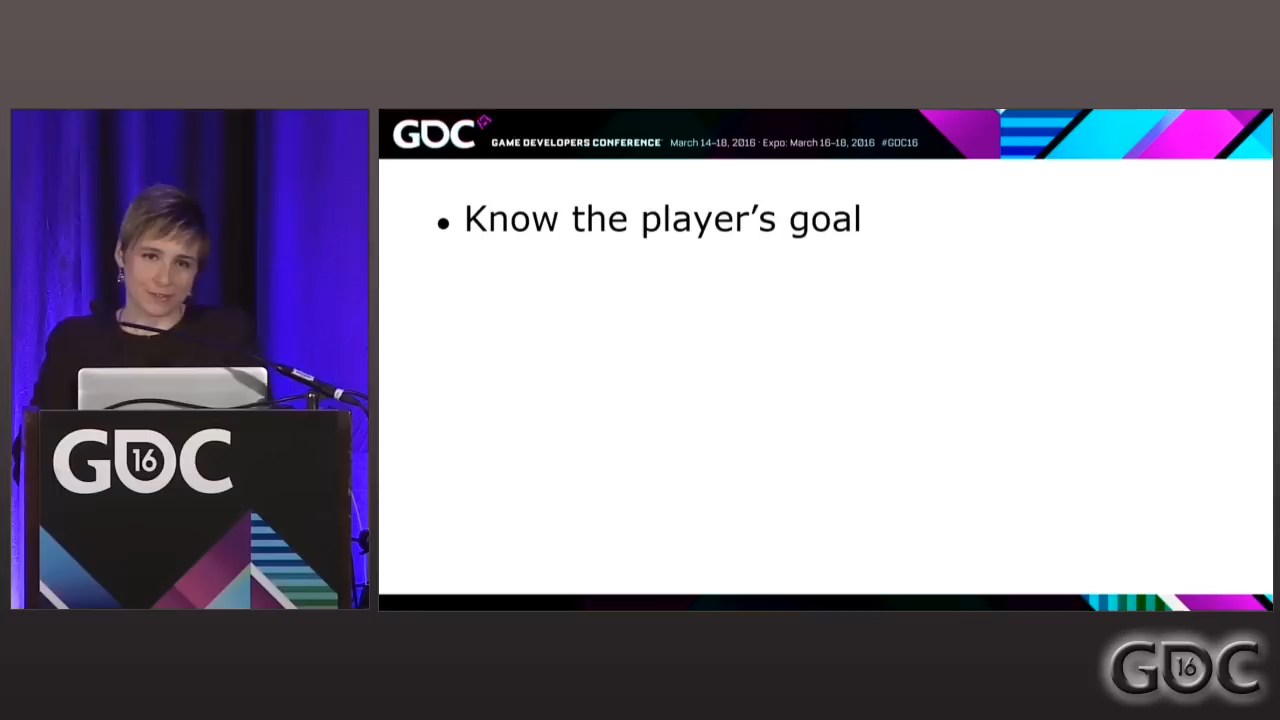 GDC
GAME DEVELOPERS CONFERENCE March 14-18, 2016 · Expo: March 16-18, 2016 #GDC16
• Know the player’s goal
GDC 16
GDC 16